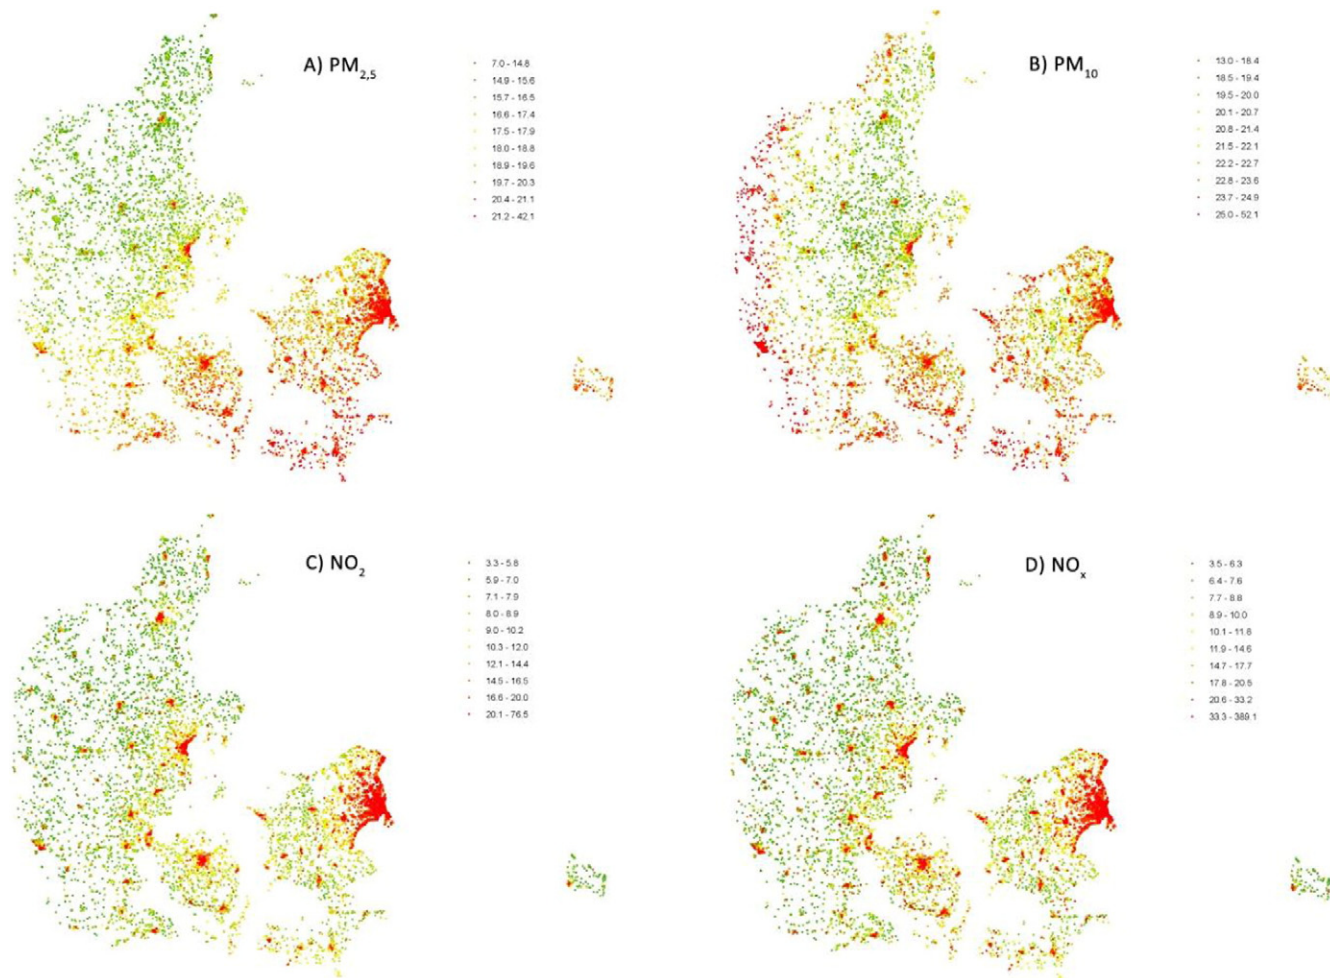 A) PM2,5
7.0 - 14.8
14.9 - 15.6
15.7 - 16.5
16.6 - 17.4
17.5 - 17.9
18.0 - 18.8
18.9 - 19.6
19.7 - 20.3
20.4 - 21.1
21.2 - 42.1
B) PM10
13.0 - 18.4
18.5 - 19.4
19.5 - 20.0
20.1 - 20.7
20.8 - 21.4
21.5 - 22.1
22.2 - 22.7
22.8 - 23.6
23.7 - 24.9
25.0 - 52.1
C) NO2
3.3 - 5.8
5.9 - 7.0
7.1 - 7.9
8.0 - 8.9
9.0 - 10.2
10.3 - 12.0
12.1 - 14.4
14.5 - 16.5
16.6 - 20.0
20.1 - 76.5
D) NOx
3.5 - 6.3
6.4 - 7.6
7.7 - 8.8
8.9 - 10.0
10.1 - 11.8
11.9 - 14.6
14.7 - 17.7
17.8 - 20.5
20.6 - 33.2
33.3 - 389.1